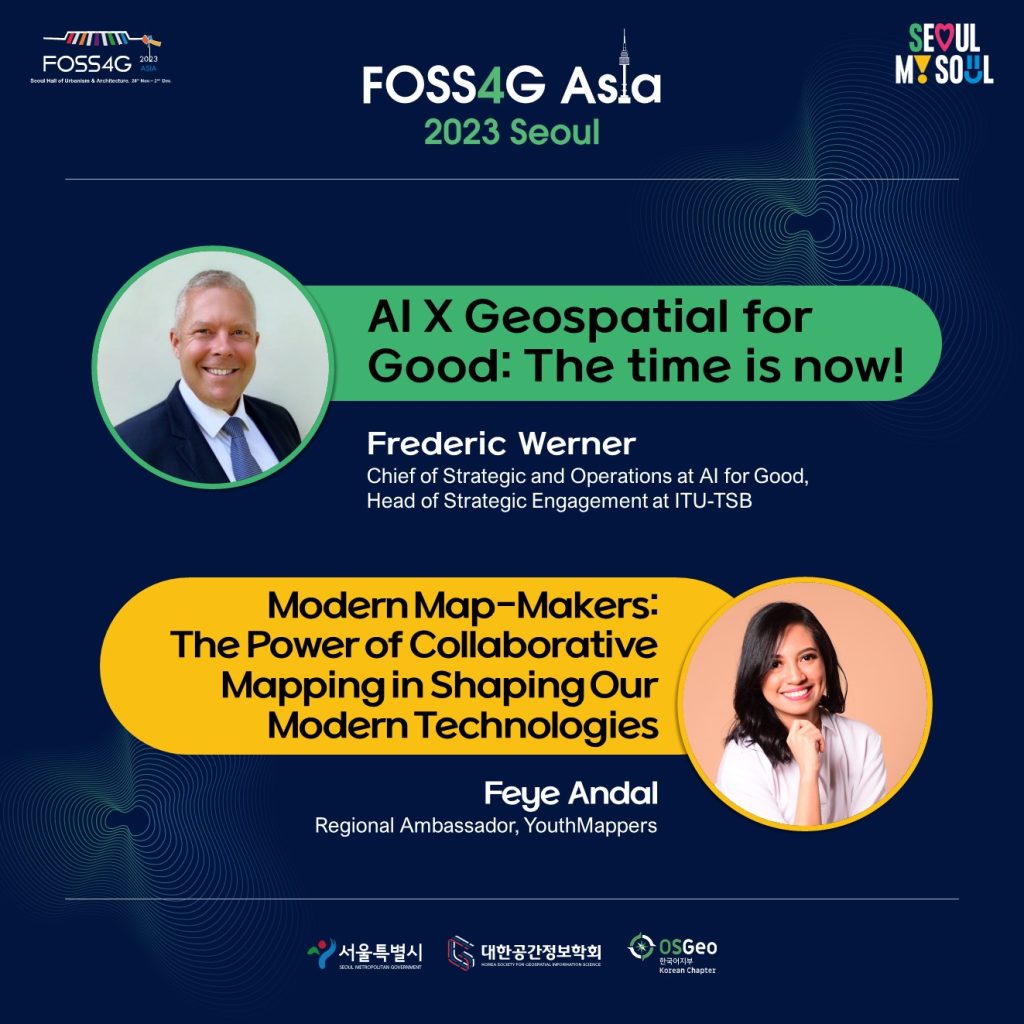 FOSS4G 2023 ASIA
Seoul Hall of Urbanism & Architecture, 28th Nov - 2nd Dec.
SEOUL
MY SOUL
FOSS4G Asia
2023 Seoul
AI X Geospatial for
Good: The time is now!
Frederic Werner
Chief of Strategic and Operations at AI for Good,
Head of Strategic Engagement at ITU-TSB
Modern Map-Makers:
The Power of Collaborative
Mapping in Shaping Our
Modern Technologies
Feye Andal
Regional Ambassador, YouthMappers
서울특별시
SEOUL METROPOLITAN GOVERNMENT
대한공간정보학회
KOREA SOCIETY FOR GEOSPATIAL INFORMATION SCIENCE
OSGeo
한국어지부
Korean Chapter